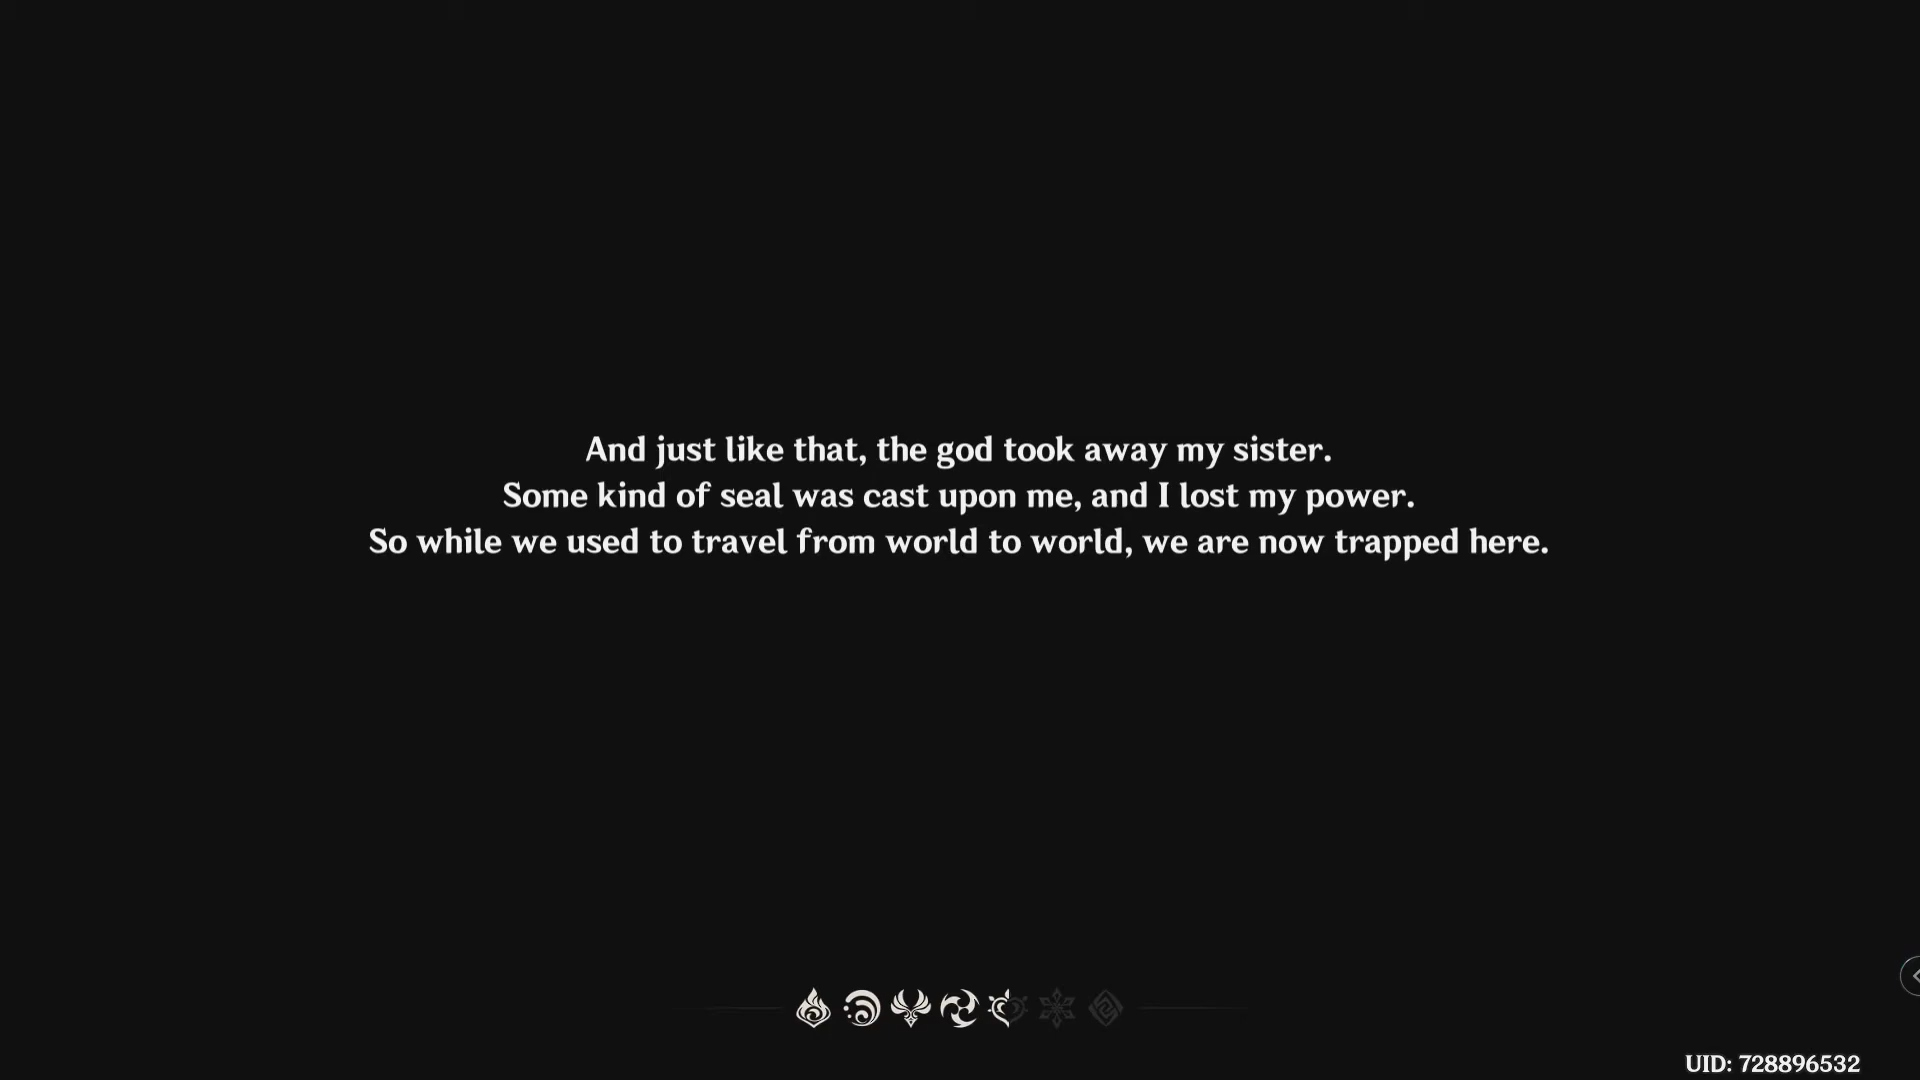 And just like that, the god took away my sister.
Some kind of seal was cast upon me, and I lost my power.
So while we used to travel from world to world, we are now trapped here.
UID: 728896532